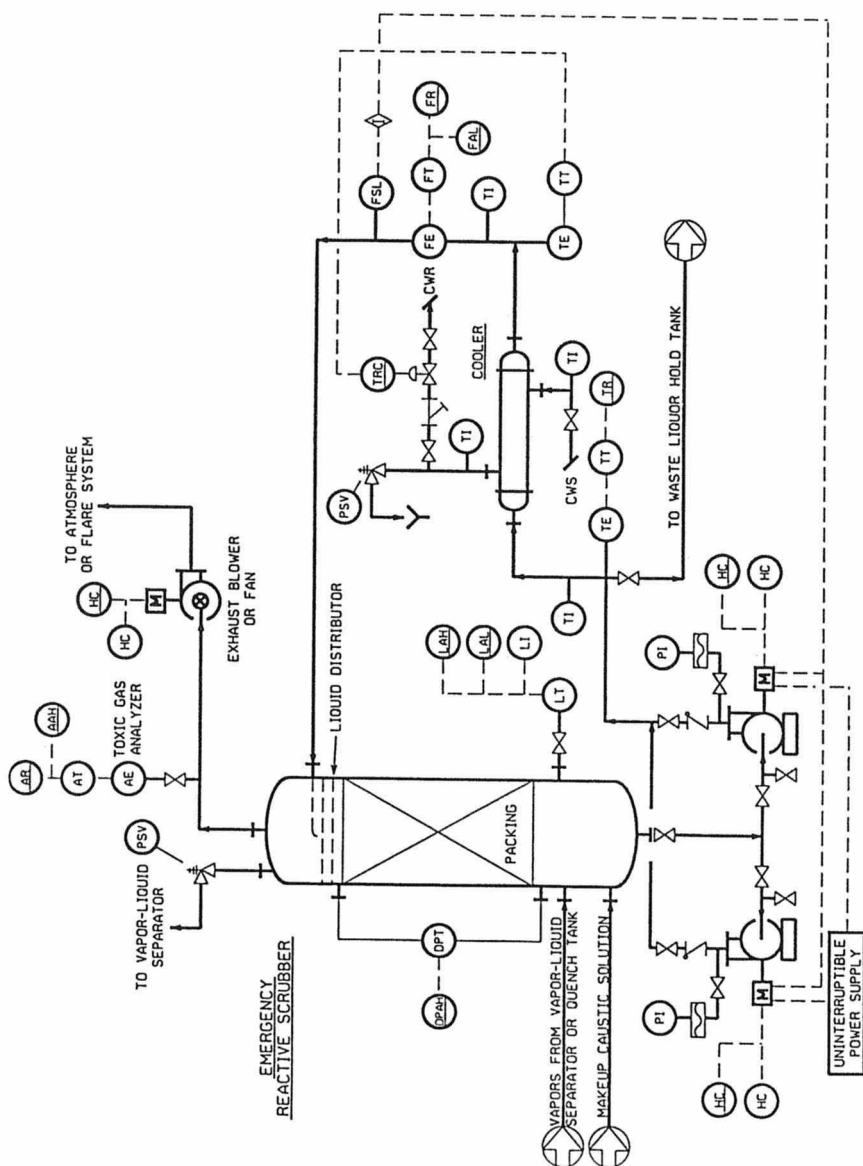 TO ATMOSPHERE
OR FLARE SYSTEM
HC
HC
M
EXHAUST BLOWER
OR FAN
AR
AAH
AT
AE
TOXIC GAS
ANALYZER
PSV
TO VAPOR-LIQUID
SEPARATOR
EMERGENCY
REACTIVE SCRUBBER
LIQUID DISTRIBUTOR
PACKING
DPT
DPAH
VAPORS FROM VAPOR-LIQUID
SEPARATOR OR QUENCH TANK
MAKEUP CAUSTIC SOLUTION
LAH
LAL
LI
LT
I
FSL
FR
FAL
FT
FE
TI
TE
TT
TRC
CWR
PSV
TI
COOLER
TI
CWS
TE
TT
TR
TI
TO WASTE LIQUOR HOLD TANK
PI
HC
HC
M
PI
HC
HC
M
UNINTERRUPTIBLE
POWER SUPPLY